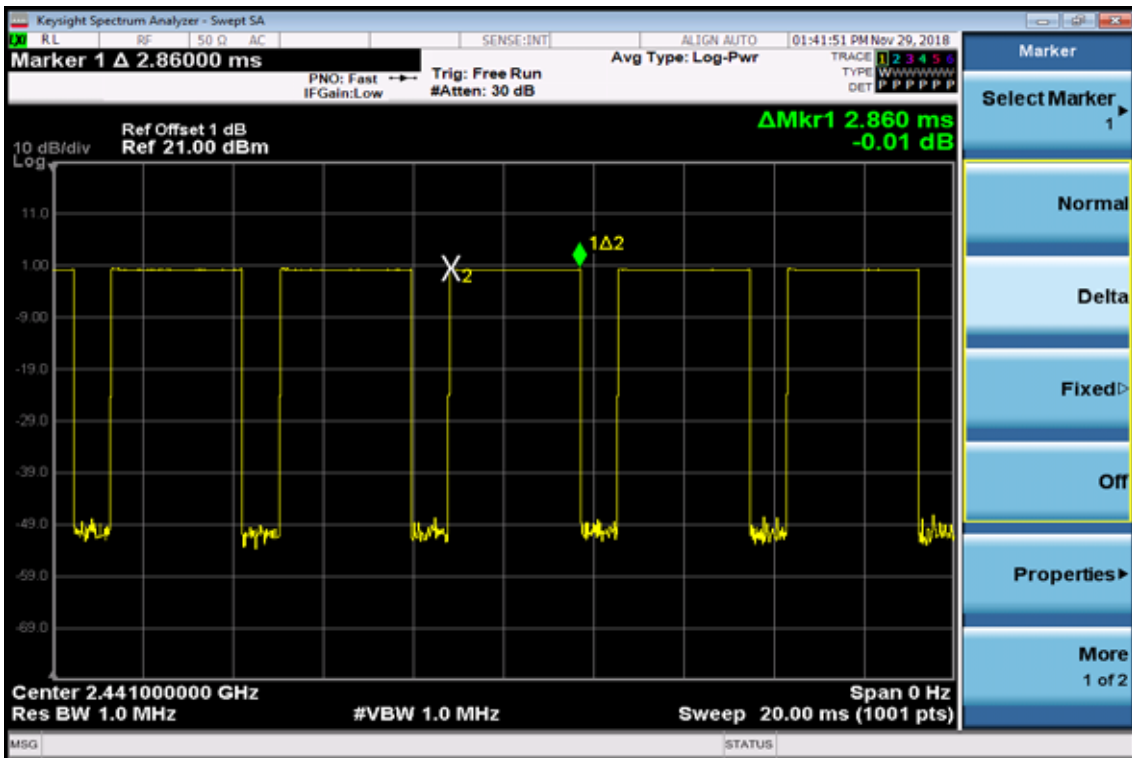 Keysight Spectrum Analyzer - Swept SA
LXI RL RF 50 Ω AC SENSE:INT ALIGN AUTO 01:41:51 PM Nov 29, 2018
Marker 1 Δ 2.86000 ms
PNO: Fast
IFGain:Low
Trig: Free Run
#Atten: 30 dB
Avg Type: Log-Pwr
TRACE 1 2 3 4 5 6
TYPE WWWWWWW
DET P P P P P P
ΔMkr1 2.860 ms
-0.01 dB
Ref Offset 1 dB
10 dB/div Ref 21.00 dBm
Log
11.0
1.00
-9.00
-19.0
-29.0
-39.0
-49.0
-59.0
-69.0
1Δ2
X2
Center 2.441000000 GHz Span 0 Hz
Res BW 1.0 MHz #VBW 1.0 MHz Sweep 20.00 ms (1001 pts)
MSG STATUS
Marker
Select Marker
1
Normal
Delta
Fixed
Off
Properties
More
1 of 2